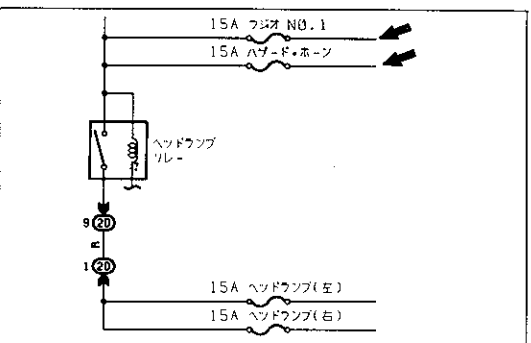 15A ラジオ NO.1
15A ハザード・ホーン
ヘッドランプ
リレー
9 2D
R
1 2D
15A ヘッドランプ(左)
15A ヘッドランプ(右)